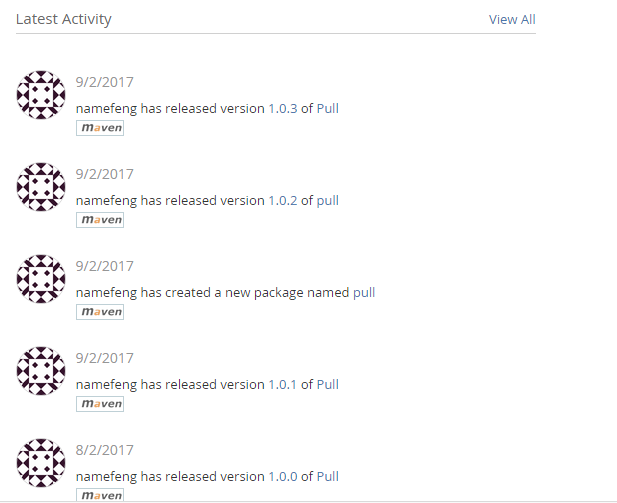 Latest Activity
View All
9/2/2017
namefeng has released version 1.0.3 of Pull
maven
9/2/2017
namefeng has released version 1.0.2 of pull
maven
9/2/2017
namefeng has created a new package named pull
maven
9/2/2017
namefeng has released version 1.0.1 of Pull
maven
8/2/2017
namefeng has released version 1.0.0 of Pull
maven